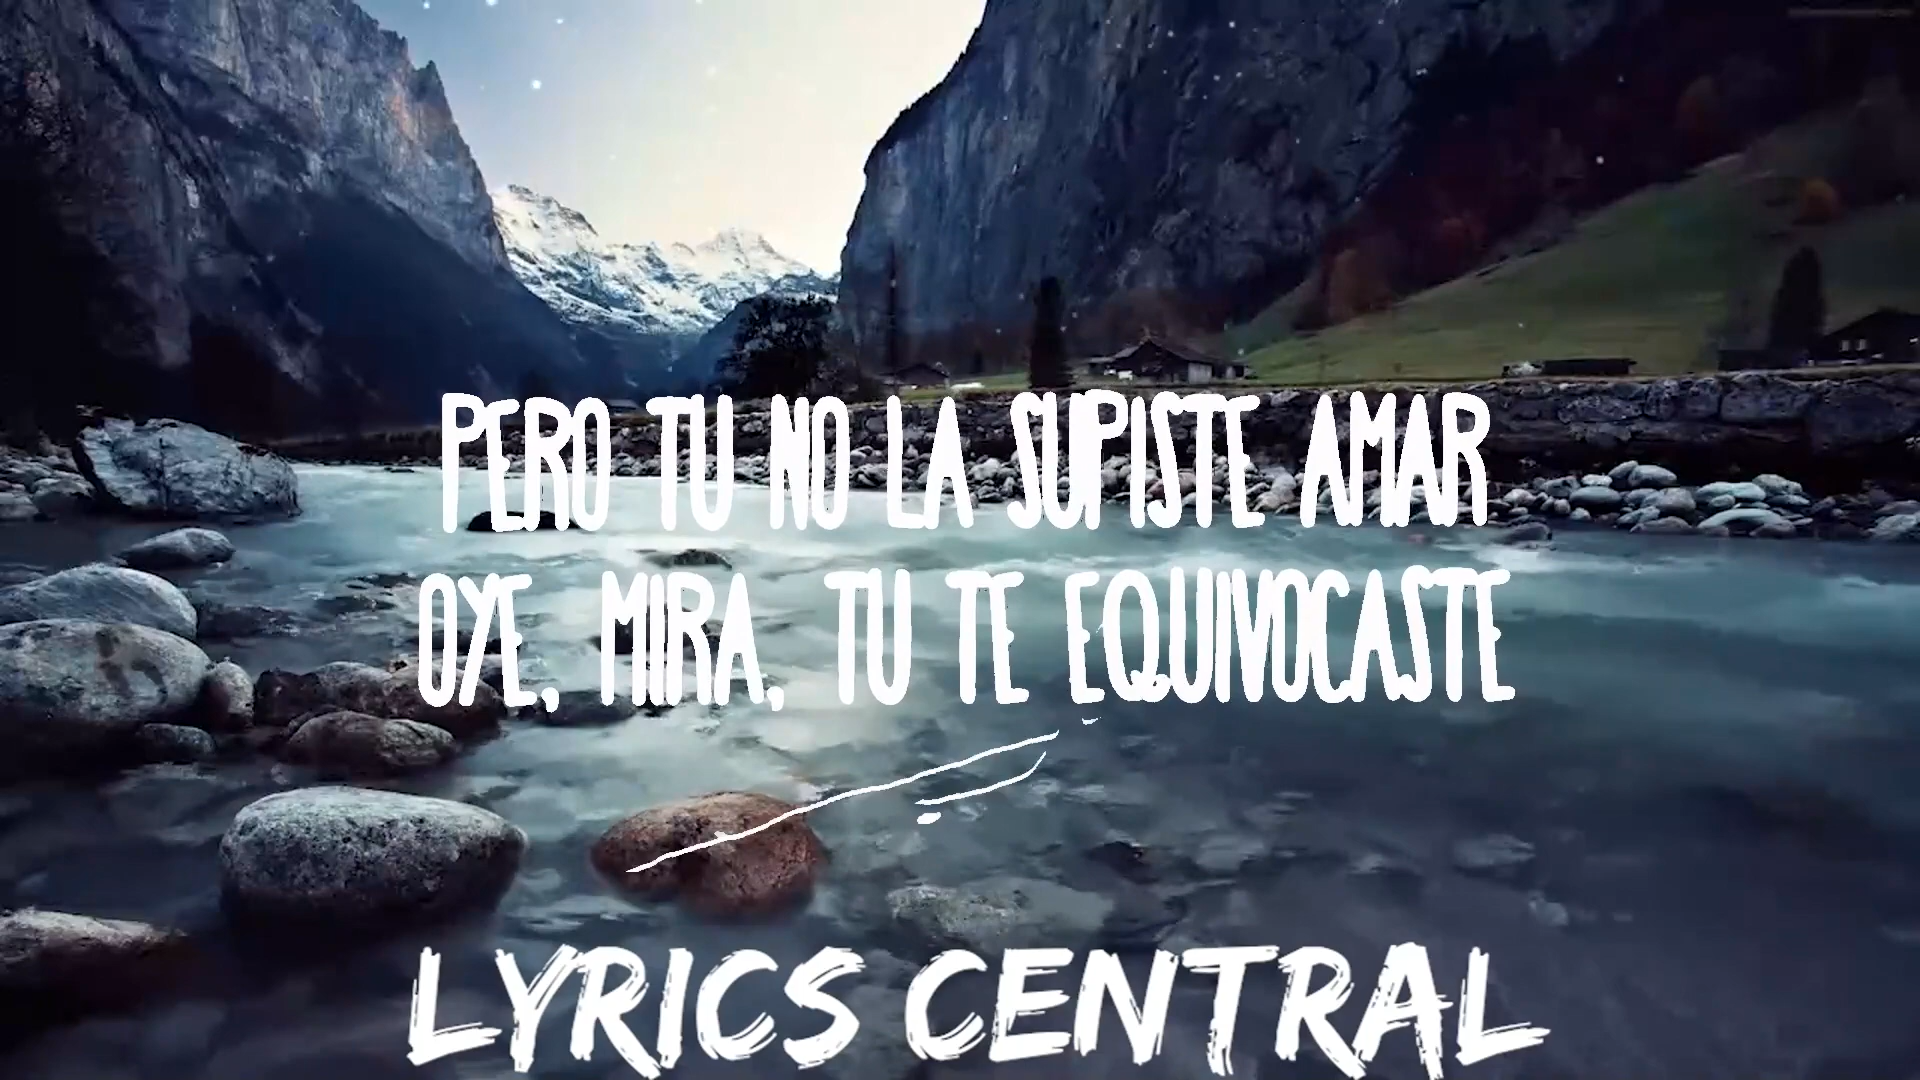 PERO TU NO LA SUPISTE AMAR
OYE, MIRA, TU TE EQUIVOCASTE
LYRICS CENTRAL